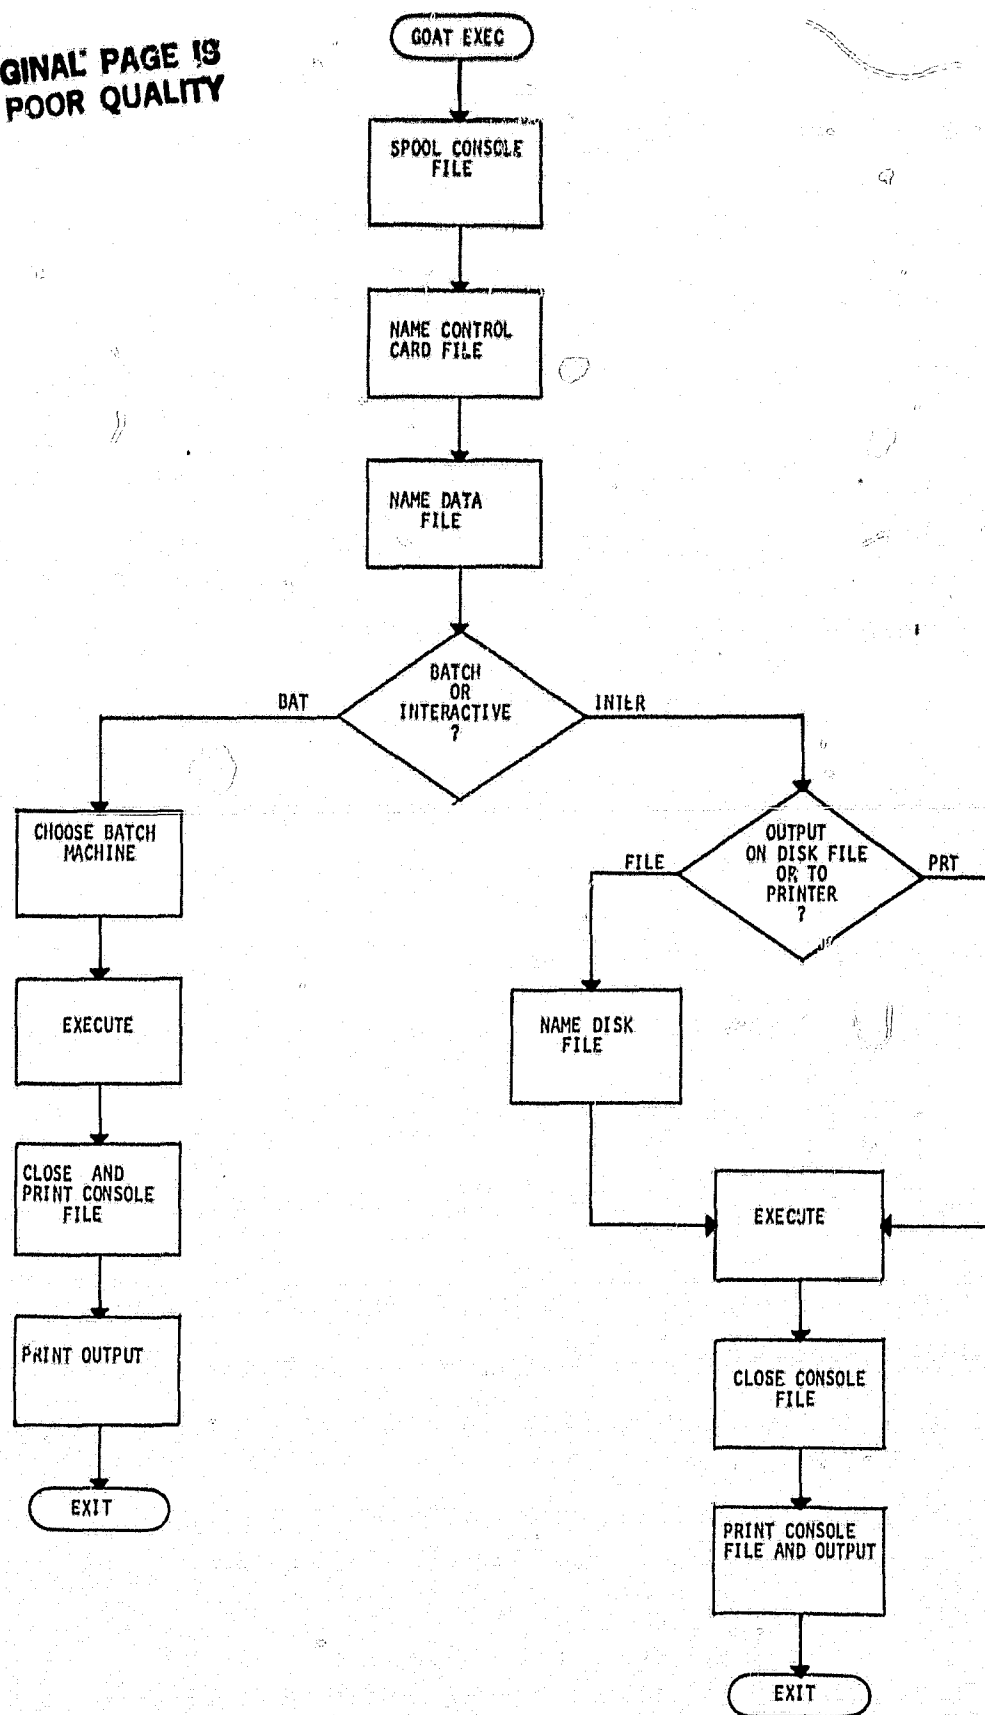 GINAL PAGE IS
POOR QUALITY
GOAT EXEC
SPOOL CONSOLE
FILE
NAME CONTROL
CARD FILE
NAME DATA
FILE
BATCH
OR
INTERACTIVE
?
BAT
INTER
CHOOSE BATCH
MACHINE
EXECUTE
CLOSE AND
PRINT CONSOLE
FILE
PRINT OUTPUT
EXIT
OUTPUT
ON DISK FILE
OR TO
PRINTER
?
FILE
PRT
NAME DISK
FILE
EXECUTE
CLOSE CONSOLE
FILE
PRINT CONSOLE
FILE AND OUTPUT
EXIT